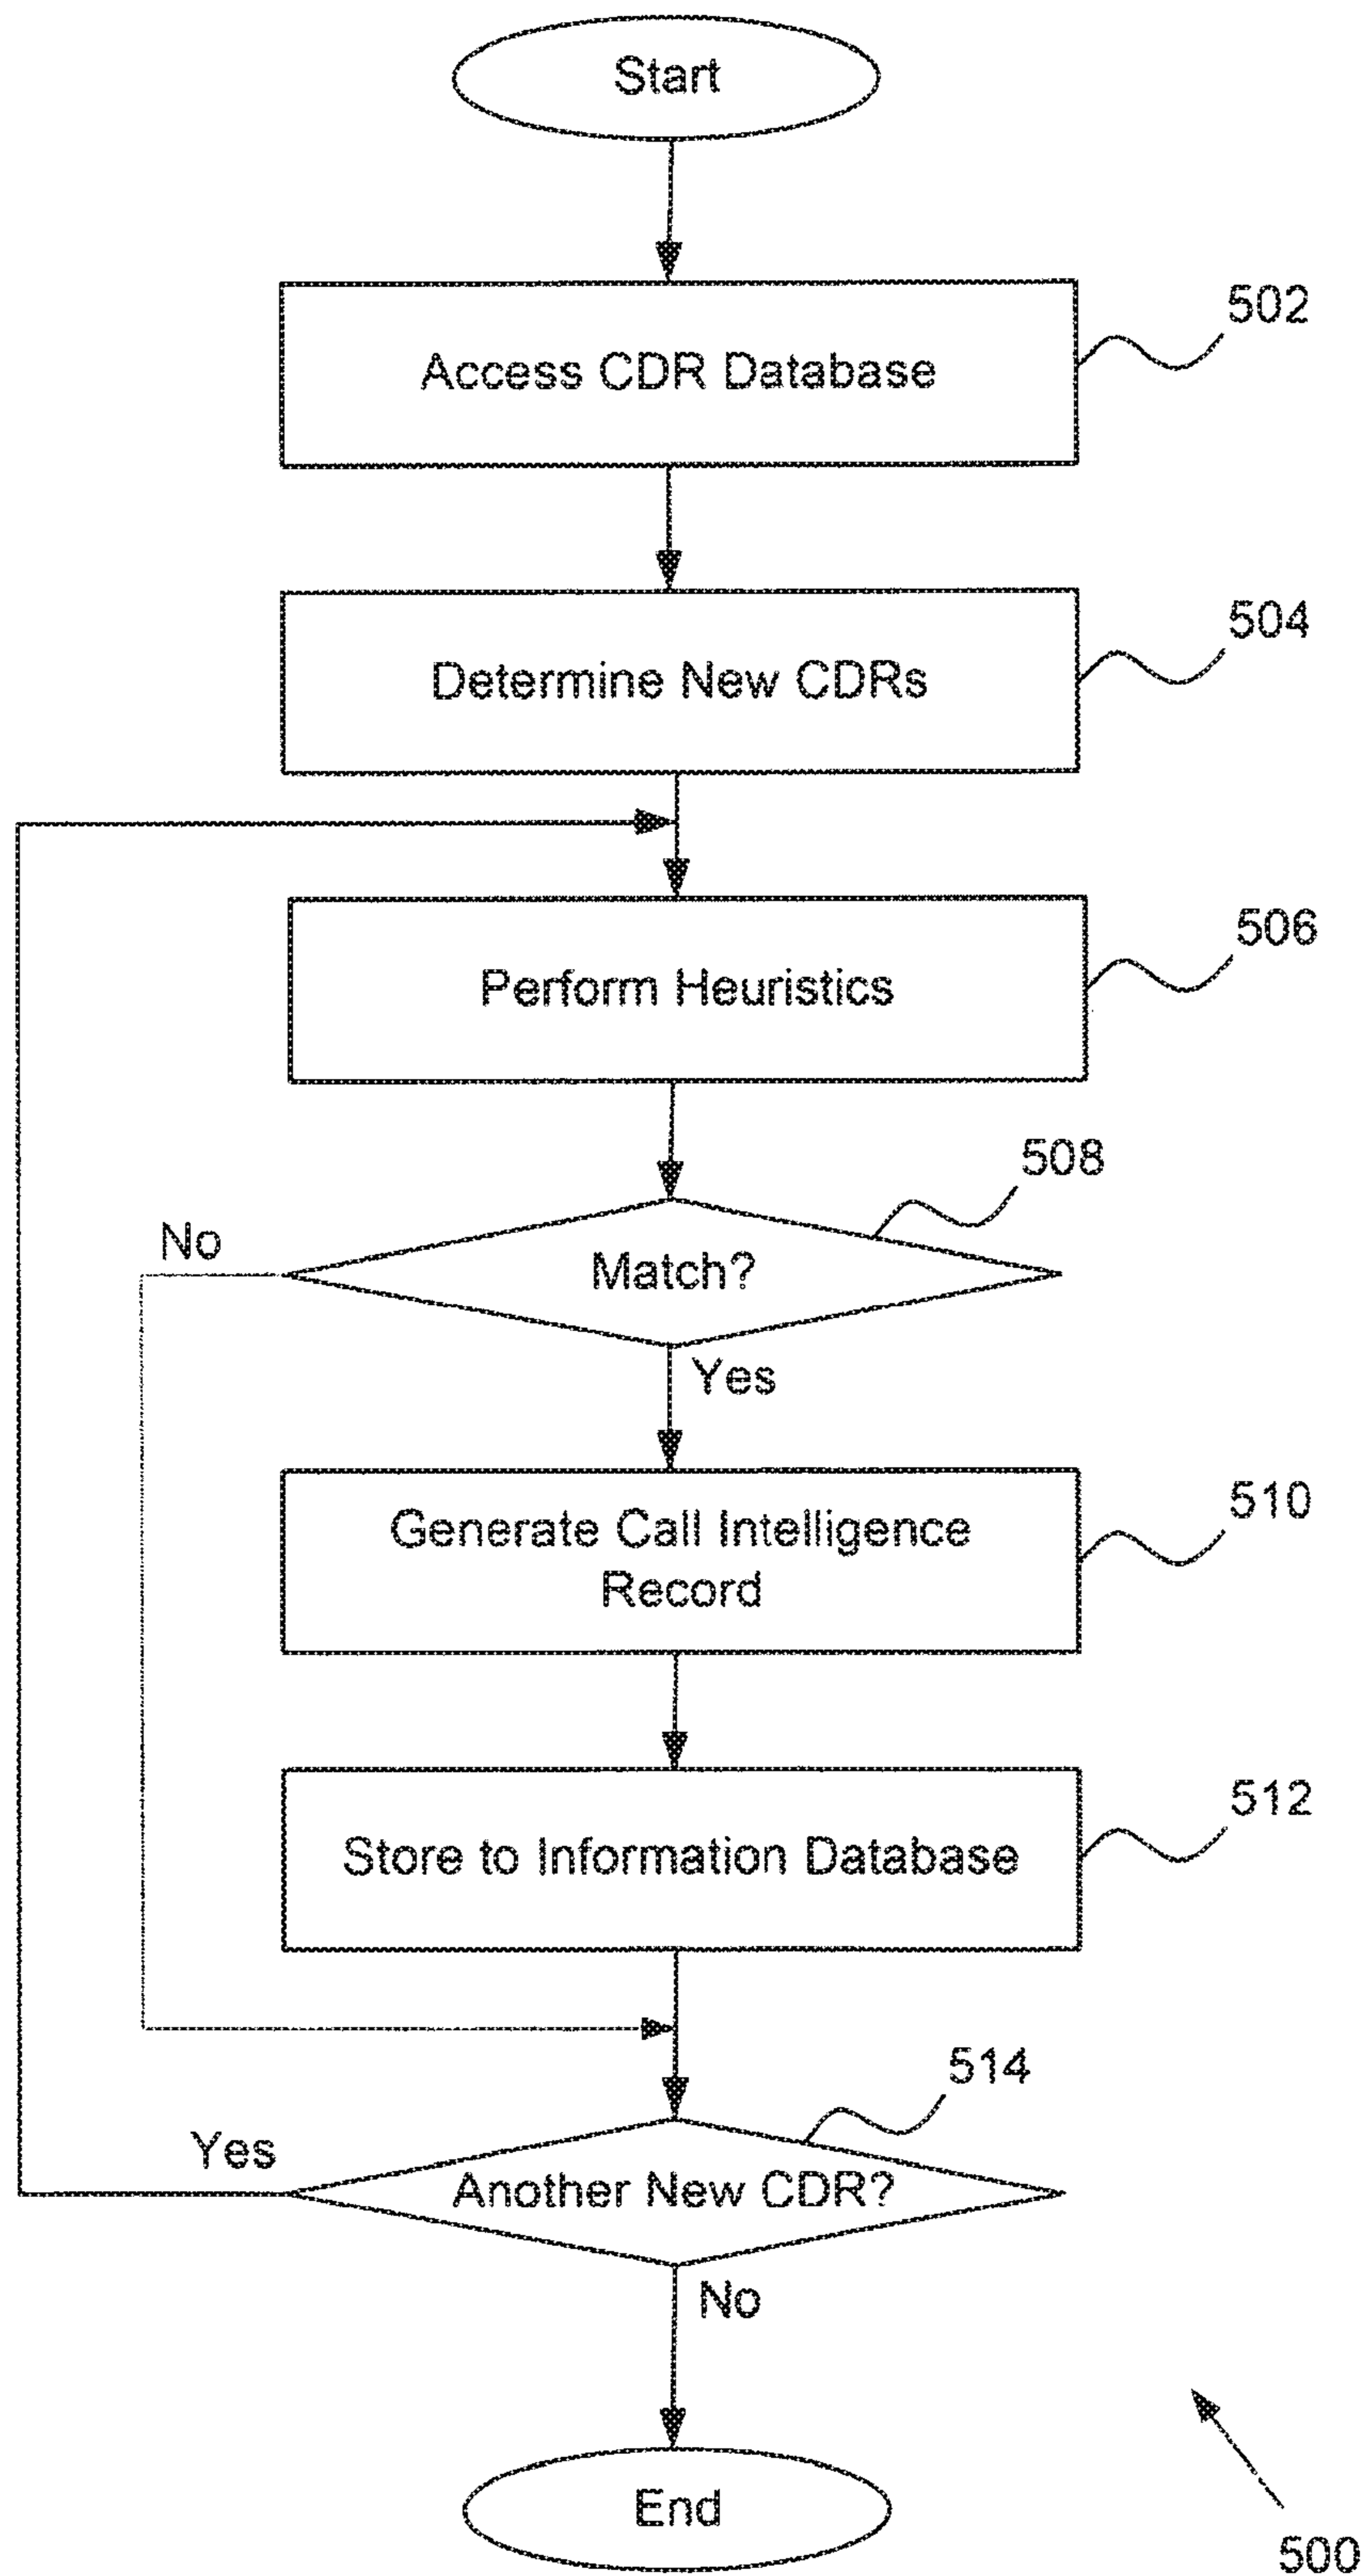 Start
Access CDR Database
502
Determine New CDRs
504
Perform Heuristics
506
508
No
Match?
Yes
Generate Call Intelligence
Record
510
Store to Information Database
512
514
Yes
Another New CDR?
No
End
500